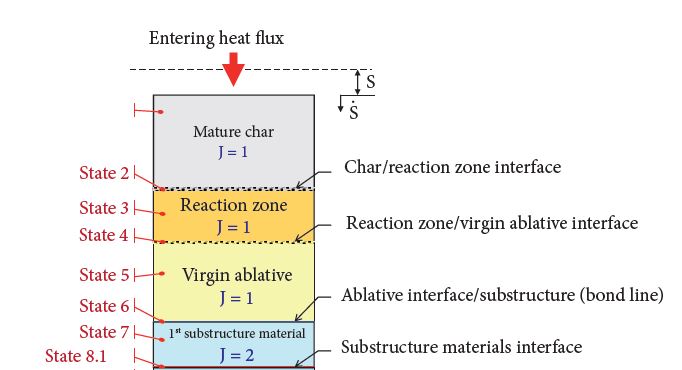 Entering heat flux
S
Ṡ
Mature char
J = 1
State 2
Char/reaction zone interface
State 3
Reaction zone
J = 1
Reaction zone/virgin ablative interface
State 4
State 5
Virgin ablative
J = 1
Ablative interface/substructure (bond line)
State 6
State 7
1st substructure material
J = 2
Substructure materials interface
State 8.1